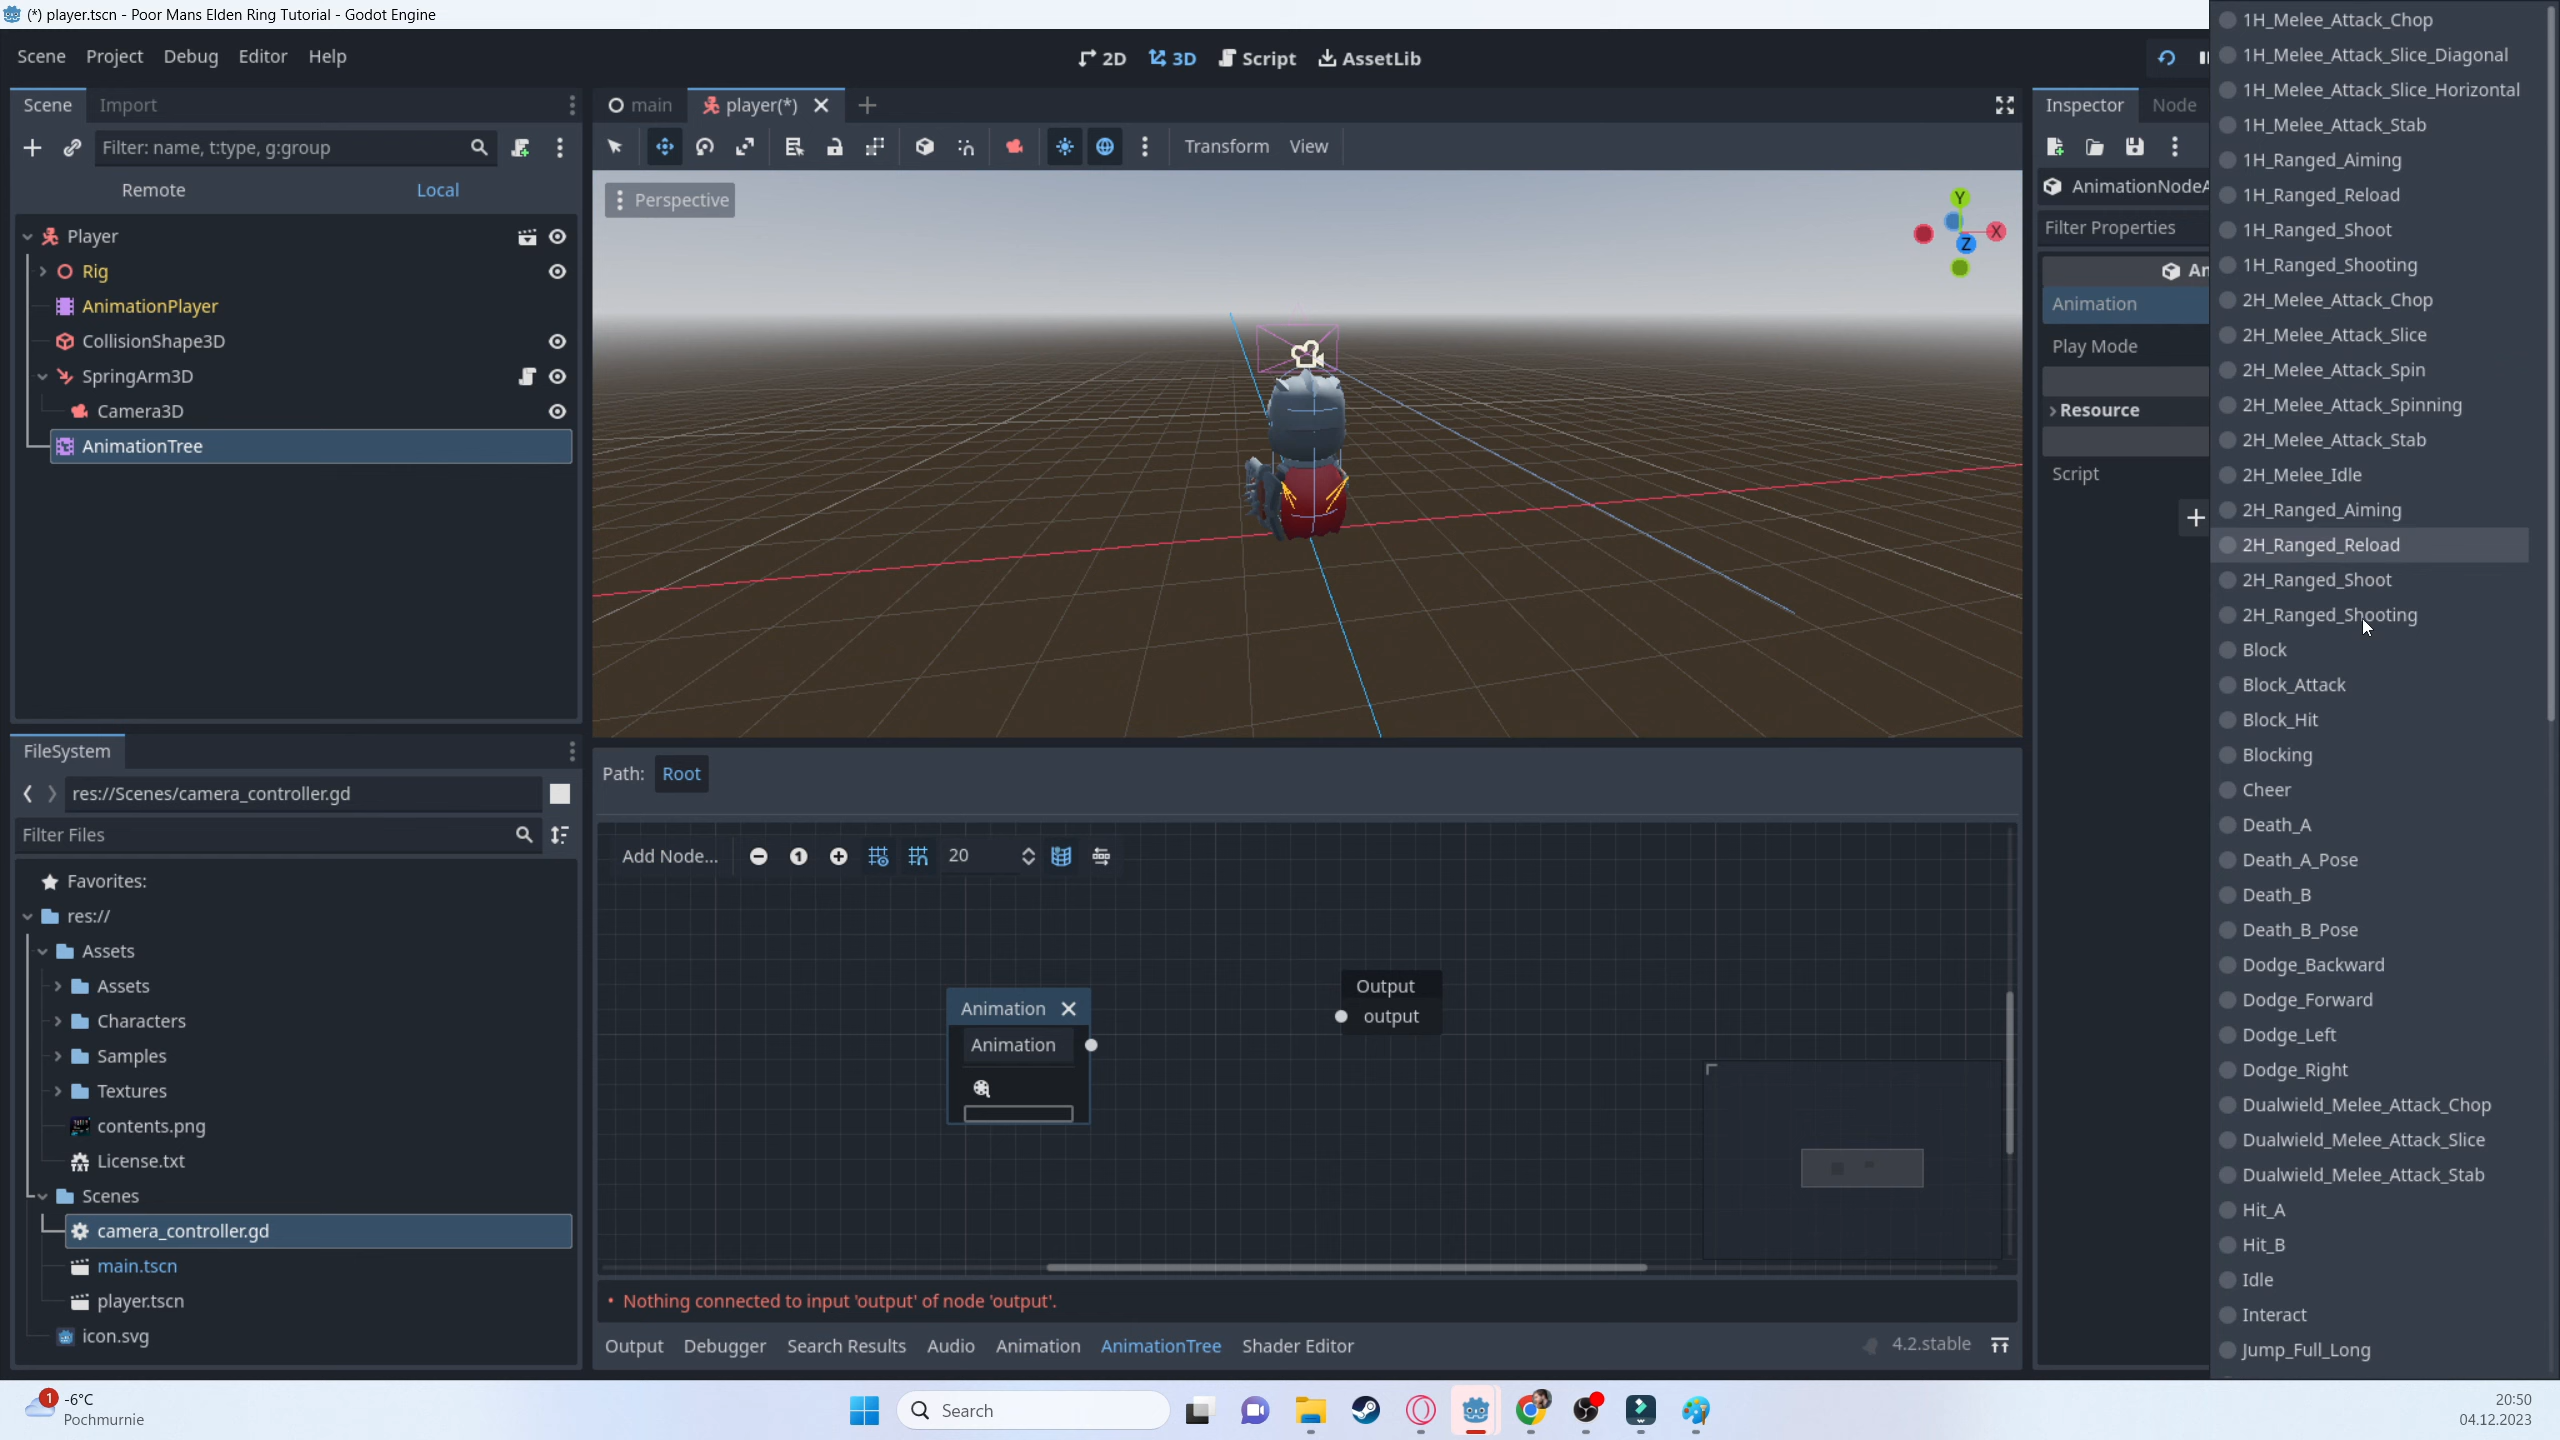 (*) player.tscn - Poor Mans Elden Ring Tutorial - Godot Engine
Scene Project Debug Editor Help
2D 3D Script AssetLib
Scene Import
Filter: name, t:type, g:group
Remote Local
Player
Rig
AnimationPlayer
CollisionShape3D
SpringArm3D
Camera3D
AnimationTree
FileSystem
res://Scenes/camera_controller.gd
Filter Files
Favorites:
res://
Assets
Assets
Characters
Samples
Textures
contents.png
License.txt
Scenes
camera_controller.gd
main.tscn
player.tscn
icon.svg
main player(*)
Transform View
Perspective
Y
X
Z
Path: Root
Add Node... 1 20
Animation
Animation
Output
output
• Nothing connected to input 'output' of node 'output'.
Output Debugger Search Results Audio Animation AnimationTree Shader Editor 4.2.stable
Inspector Node
AnimationNodeA
Filter Properties
An
Animation
Play Mode
Resource
Script
1H_Melee_Attack_Chop
1H_Melee_Attack_Slice_Diagonal
1H_Melee_Attack_Slice_Horizontal
1H_Melee_Attack_Stab
1H_Ranged_Aiming
1H_Ranged_Reload
1H_Ranged_Shoot
1H_Ranged_Shooting
2H_Melee_Attack_Chop
2H_Melee_Attack_Slice
2H_Melee_Attack_Spin
2H_Melee_Attack_Spinning
2H_Melee_Attack_Stab
2H_Melee_Idle
2H_Ranged_Aiming
2H_Ranged_Reload
2H_Ranged_Shoot
2H_Ranged_Shooting
Block
Block_Attack
Block_Hit
Blocking
Cheer
Death_A
Death_A_Pose
Death_B
Death_B_Pose
Dodge_Backward
Dodge_Forward
Dodge_Left
Dodge_Right
Dualwield_Melee_Attack_Chop
Dualwield_Melee_Attack_Slice
Dualwield_Melee_Attack_Stab
Hit_A
Hit_B
Idle
Interact
Jump_Full_Long
1
-6°C
Pochmurnie
Search
20:50
04.12.2023